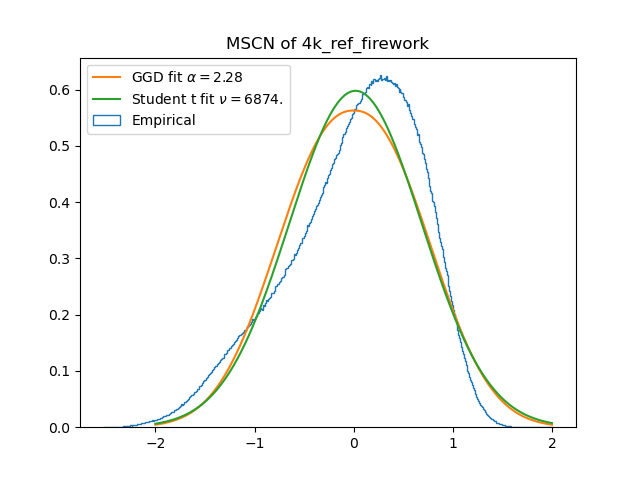 MSCN of 4k_ref_firework
GGD fit α = 2.28
Student t fit ν = 6874.
Empirical
0.6
0.5
0.4
0.3
0.2
0.1
0.0
−2 −1 0 1 2